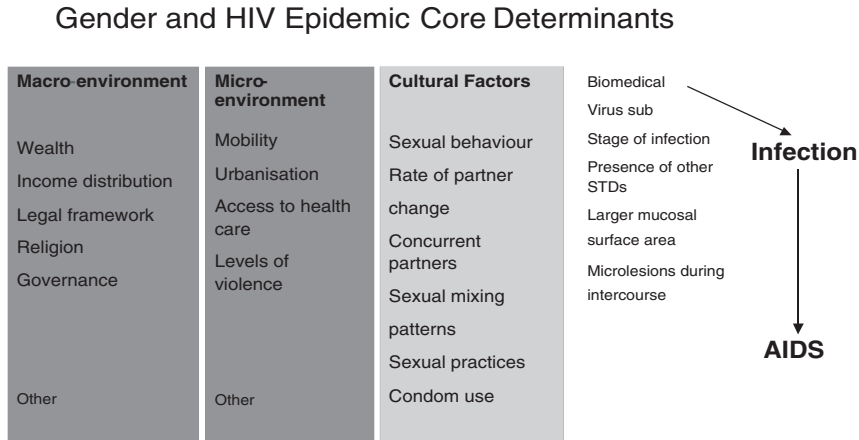 Gender and HIV Epidemic Core Determinants
Macro-environment
Wealth
Income distribution
Legal framework
Religion
Governance
Other
Micro-
environment
Mobility
Urbanisation
Access to health
care
Levels of
violence
Other
Cultural Factors
Sexual behaviour
Rate of partner
change
Concurrent
partners
Sexual mixing
patterns
Sexual practices
Condom use
Biomedical
Virus sub
Stage of infection
Presence of other
STDs
Larger mucosal
surface area
Microlesions during
intercourse
Infection
AIDS